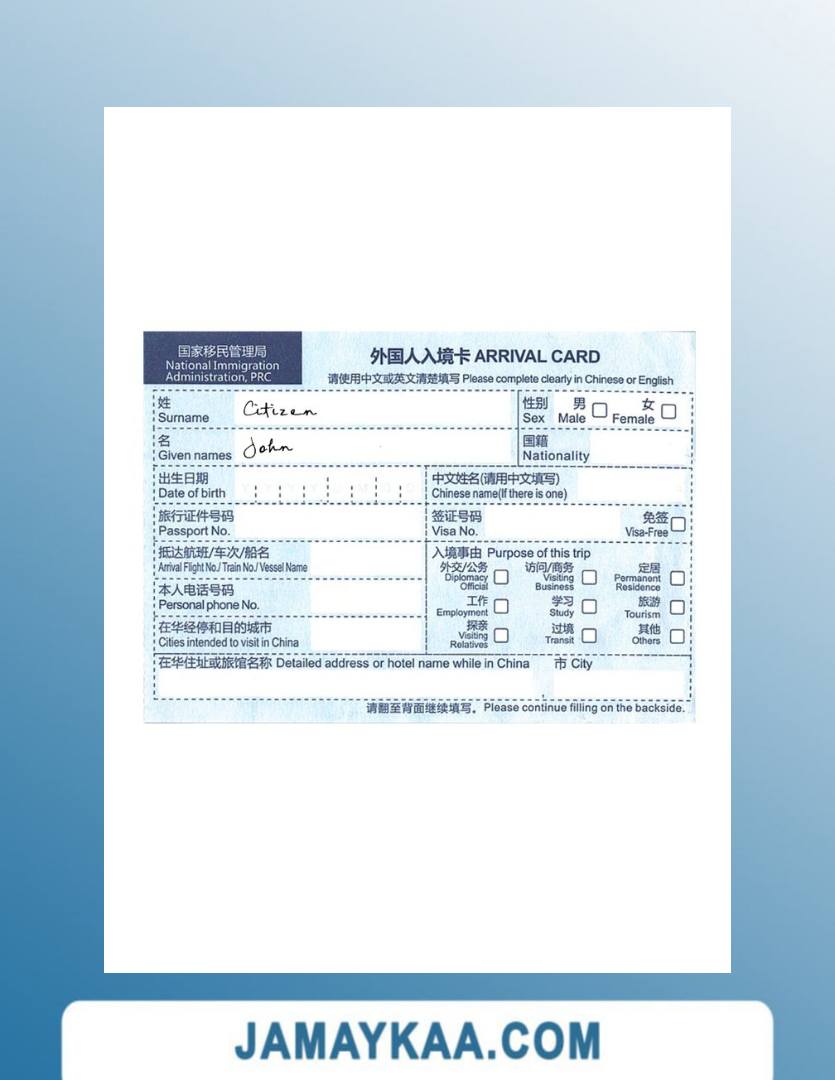 国家移民管理局
National Immigration
Administration, PRC
外国人入境卡 ARRIVAL CARD
请使用中文或英文清楚填写 Please complete clearly in Chinese or English
姓
Surname
Citizen
性别
Sex
男
Male
女
Female
名
Given names
John
国籍
Nationality
出生日期
Date of birth
中文姓名(请用中文填写)
Chinese name(If there is one)
旅行证件号码
Passport No.
签证号码
Visa No.
免签
Visa-Free
抵达航班/车次/船名
Arrival Flight No./ Train No./ Vessel Name
入境事由 Purpose of this trip
外交/公务
Diplomacy
Official
访问/商务
Visiting
Business
定居
Permanent
Residence
本人电话号码
Personal phone No.
工作
Employment
学习
Study
旅游
Tourism
在华经停和目的城市
Cities intended to visit in China
探亲
Visiting
Relatives
过境
Transit
其他
Others
在华住址或旅馆名称 Detailed address or hotel name while in China
市 City
请翻至背面继续填写。Please continue filling on the backside.
JAMAYKAA.COM